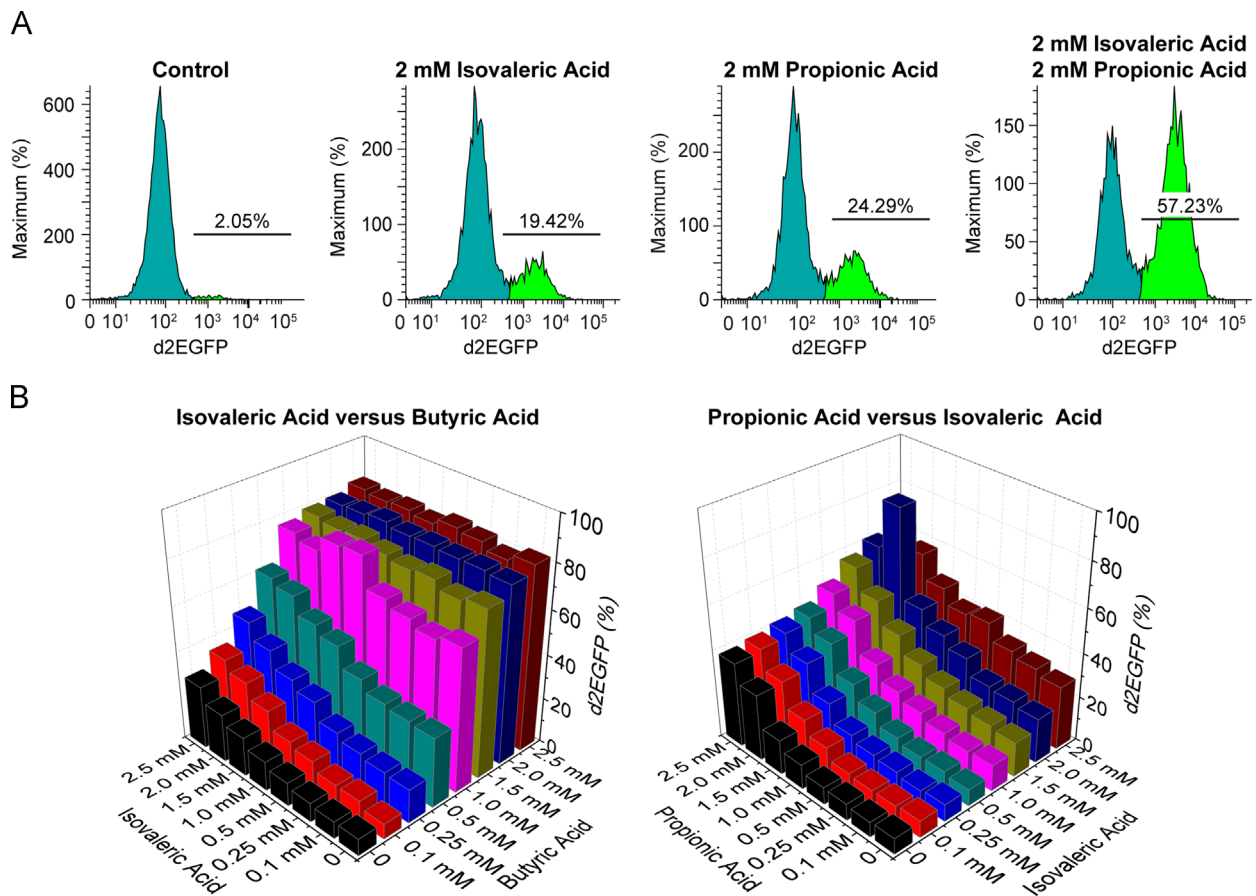 A
Control
600
400
200
0
Maximum (%)
2.05%
0 10¹ 10² 10³ 10⁴ 10⁵
d2EGFP
2 mM Isovaleric Acid
200
100
0
Maximum (%)
19.42%
0 10¹ 10² 10³ 10⁴ 10⁵
d2EGFP
2 mM Propionic Acid
200
100
0
Maximum (%)
24.29%
0 10¹ 10² 10³ 10⁴ 10⁵
d2EGFP
2 mM Isovaleric Acid
2 mM Propionic Acid
150
100
50
0
Maximum (%)
57.23%
0 10¹ 10² 10³ 10⁴ 10⁵
d2EGFP
B
Isovaleric Acid versus Butyric Acid
100
80
60
40
20
0
d2EGFP (%)
2.5 mM
2.0 mM
1.5 mM
1.0 mM
0.5 mM
0.25 mM
0.1 mM
0
Isovaleric Acid
2.5 mM
2.0 mM
1.5 mM
1.0 mM
0.5 mM
0.25 mM
0.1 mM
0
Butyric Acid
Propionic Acid versus Isovaleric Acid
100
80
60
40
20
0
d2EGFP (%)
2.5 mM
2.0 mM
1.5 mM
1.0 mM
0.5 mM
0.25 mM
0.1 mM
0
Propionic Acid
2.5 mM
2.0 mM
1.5 mM
1.0 mM
0.5 mM
0.25 mM
0.1 mM
0
Isovaleric Acid